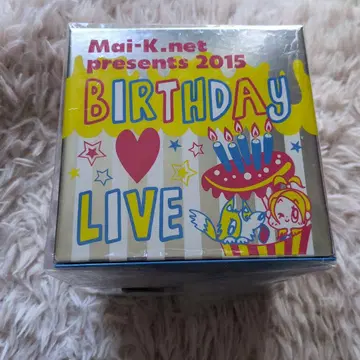 Mai-K.net
presents 2015
BIRTHDAY
LIVE